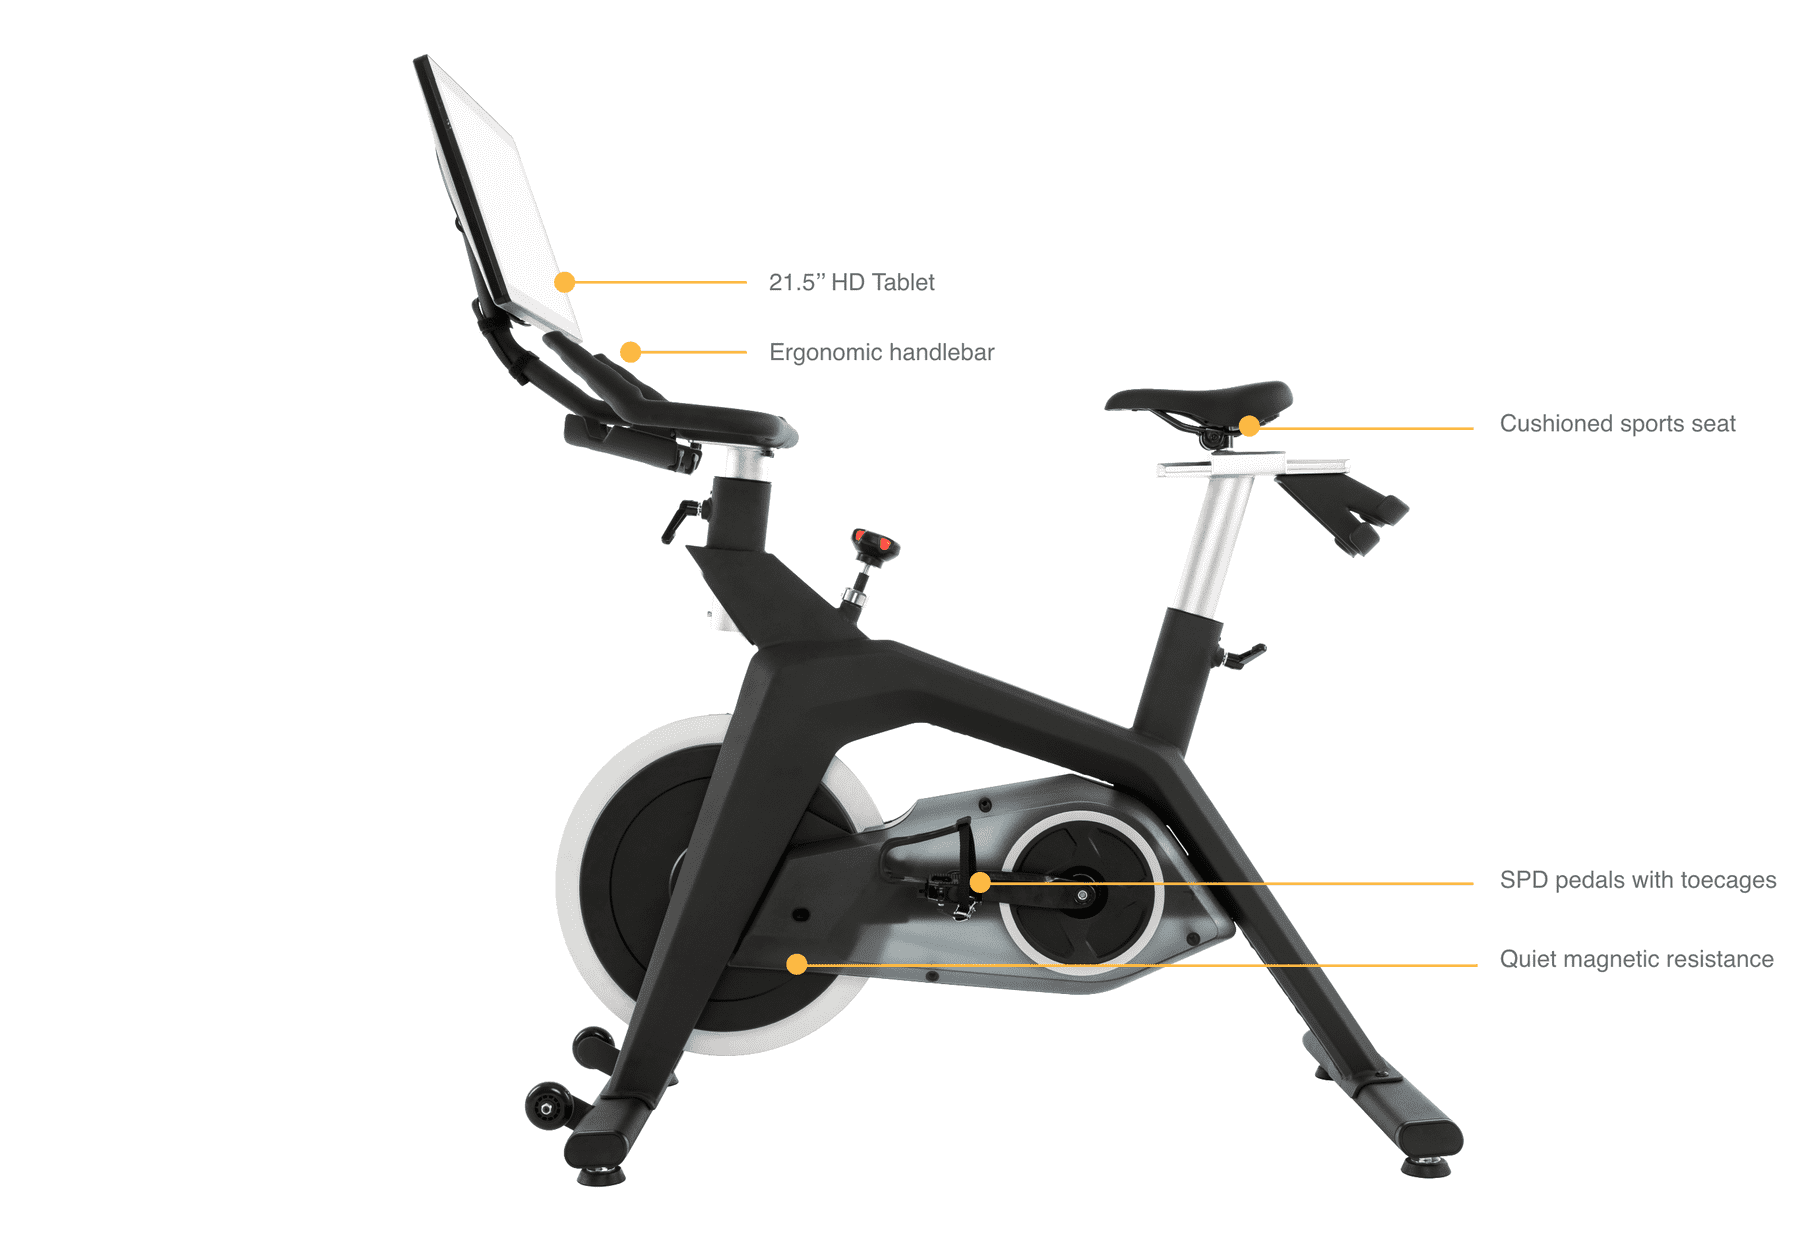 21.5’’ HD Tablet
Ergonomic handlebar
Cushioned sports seat
SPD pedals with toecages
Quiet magnetic resistance